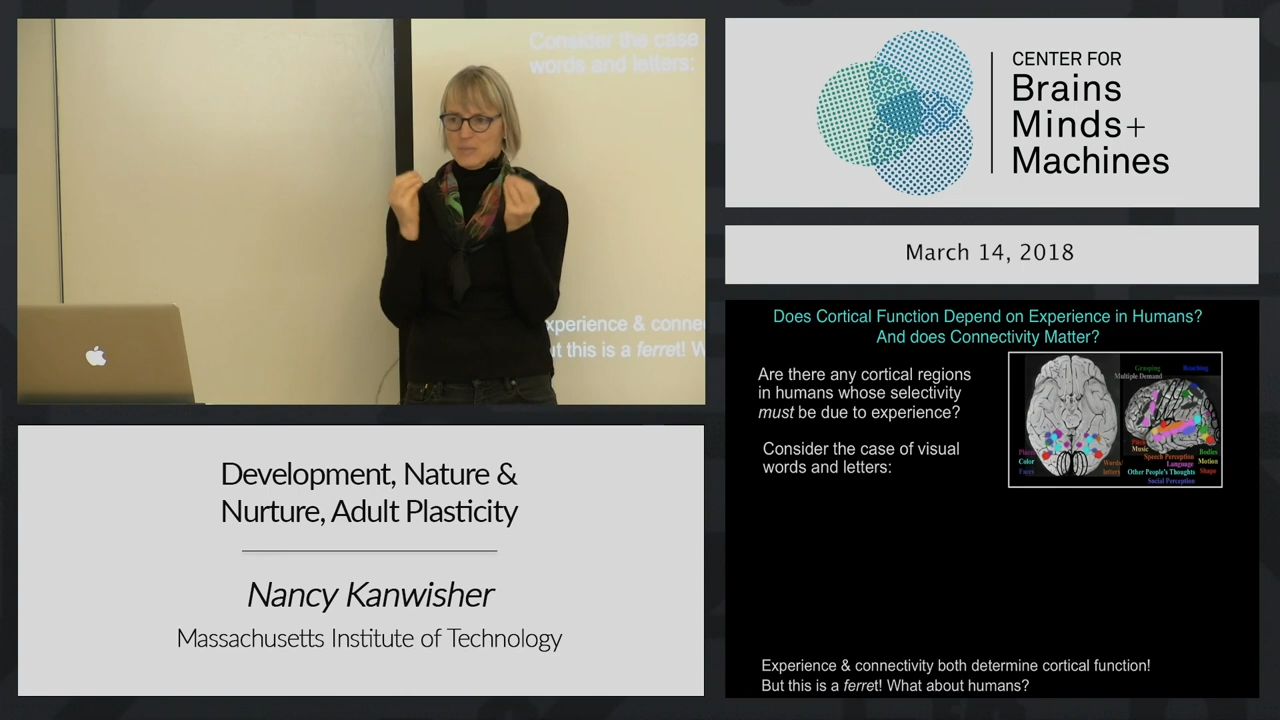 Consider the case
words and letters:
xperience & conne
t this is a ferret! W
CENTER FOR
Brains
Minds+
Machines
March 14, 2018
Development, Nature &
Nurture, Adult Plasticity
Nancy Kanwisher
Massachusetts Institute of Technology
Does Cortical Function Depend on Experience in Humans?
And does Connectivity Matter?
Are there any cortical regions
in humans whose selectivity
must be due to experience?
Consider the case of visual
words and letters:
Grasping
Reaching
Multiple Demand
Color
Faces
Words/
letters
Pitch
Music
Speech Perception
Language
Other People's Thoughts
Social Perception
Bodies
Motion
Shape
Experience & connectivity both determine cortical function!
But this is a ferret! What about humans?